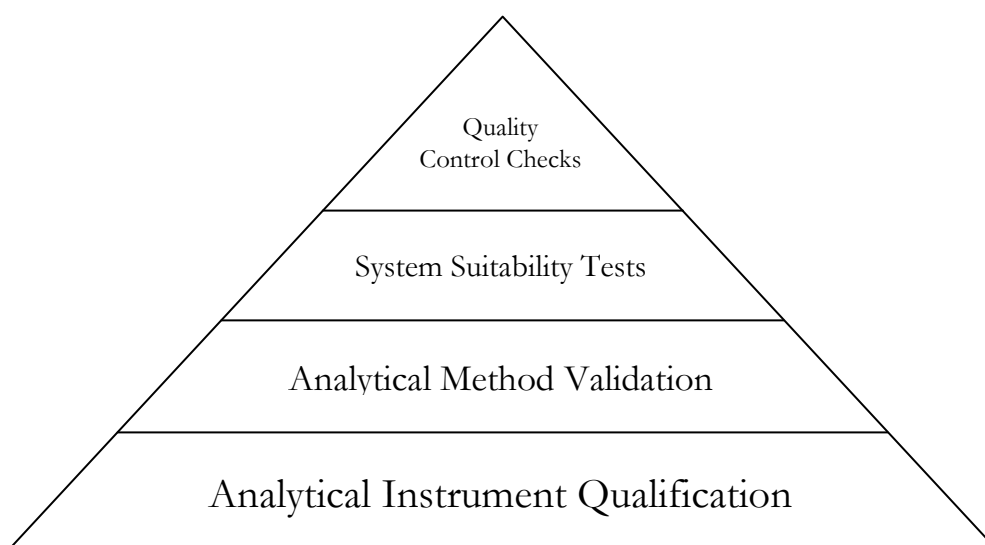 Quality
Control Checks
System Suitability Tests
Analytical Method Validation
Analytical Instrument Qualification